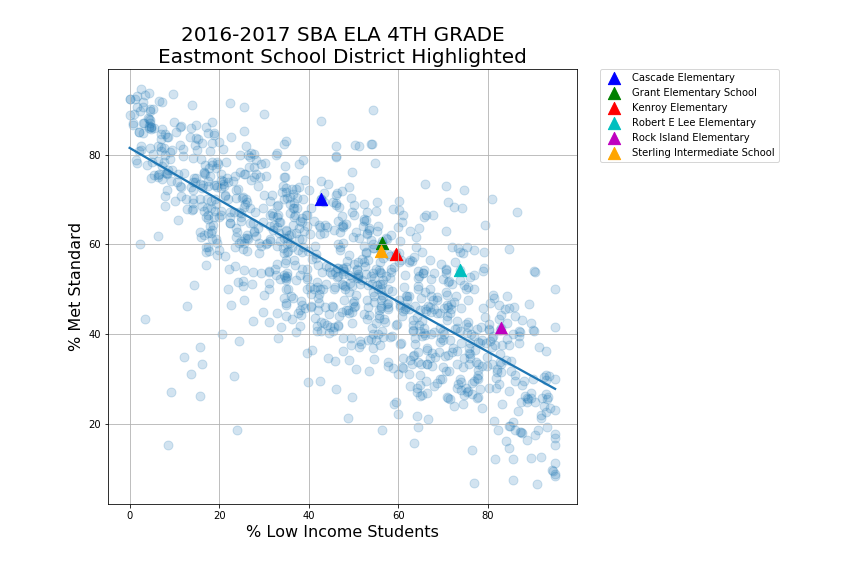 2016-2017 SBA ELA 4TH GRADE
Eastmont School District Highlighted
Cascade Elementary
Grant Elementary School
Kenroy Elementary
Robert E Lee Elementary
Rock Island Elementary
Sterling Intermediate School
% Met Standard
80
60
40
20
0 20 40 60 80
% Low Income Students